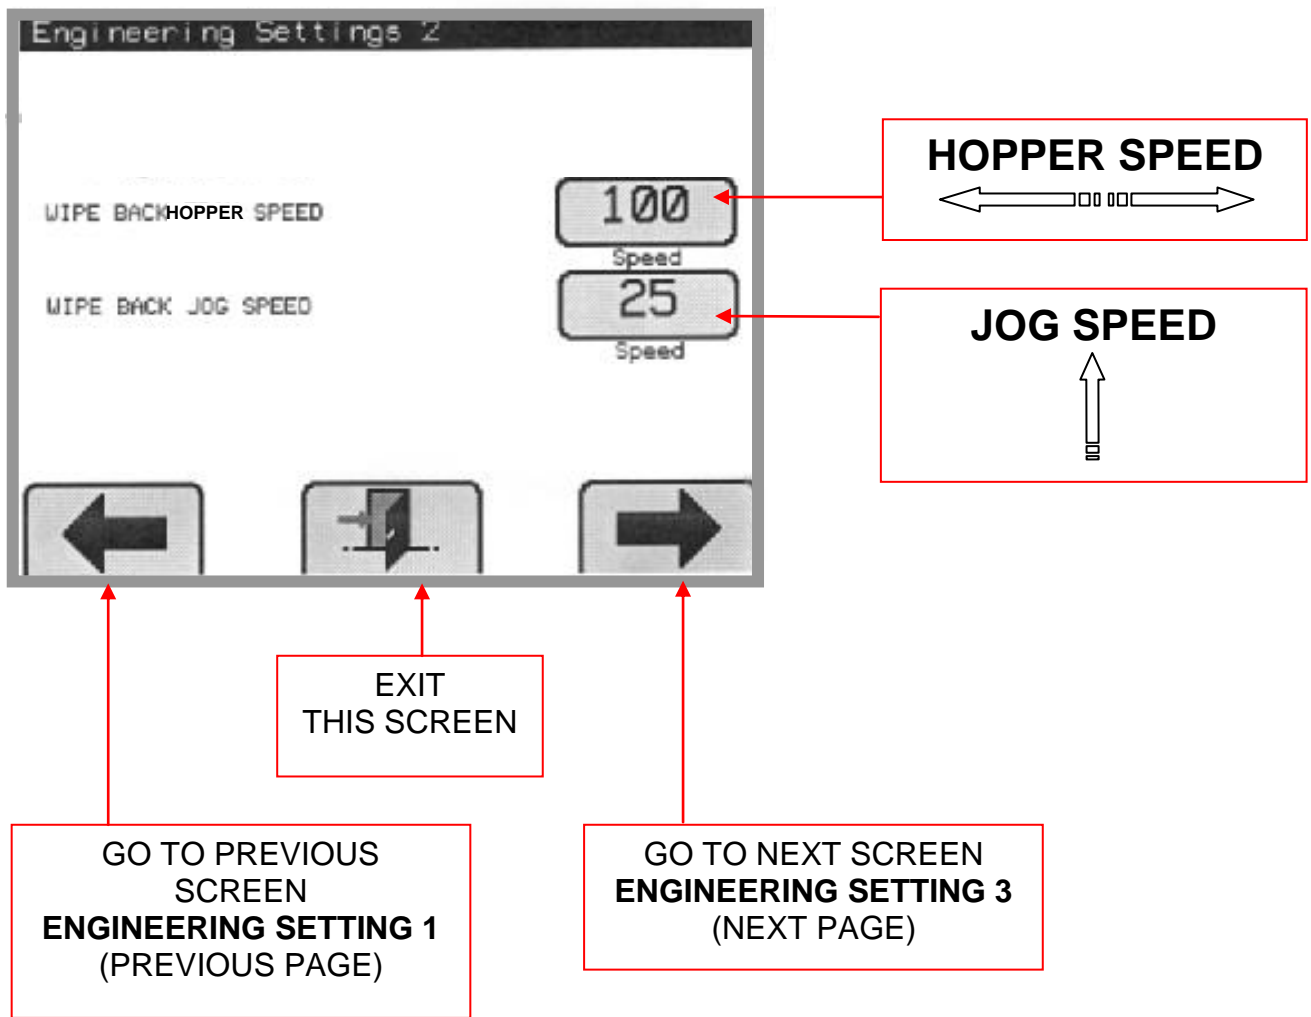 Engineering Settings 2
WIPE BACK HOPPER SPEED
100
Speed
WIPE BACK JOG SPEED
25
Speed
HOPPER SPEED
JOG SPEED
EXIT
THIS SCREEN
GO TO PREVIOUS
SCREEN
ENGINEERING SETTING 1
(PREVIOUS PAGE)
GO TO NEXT SCREEN
ENGINEERING SETTING 3
(NEXT PAGE)